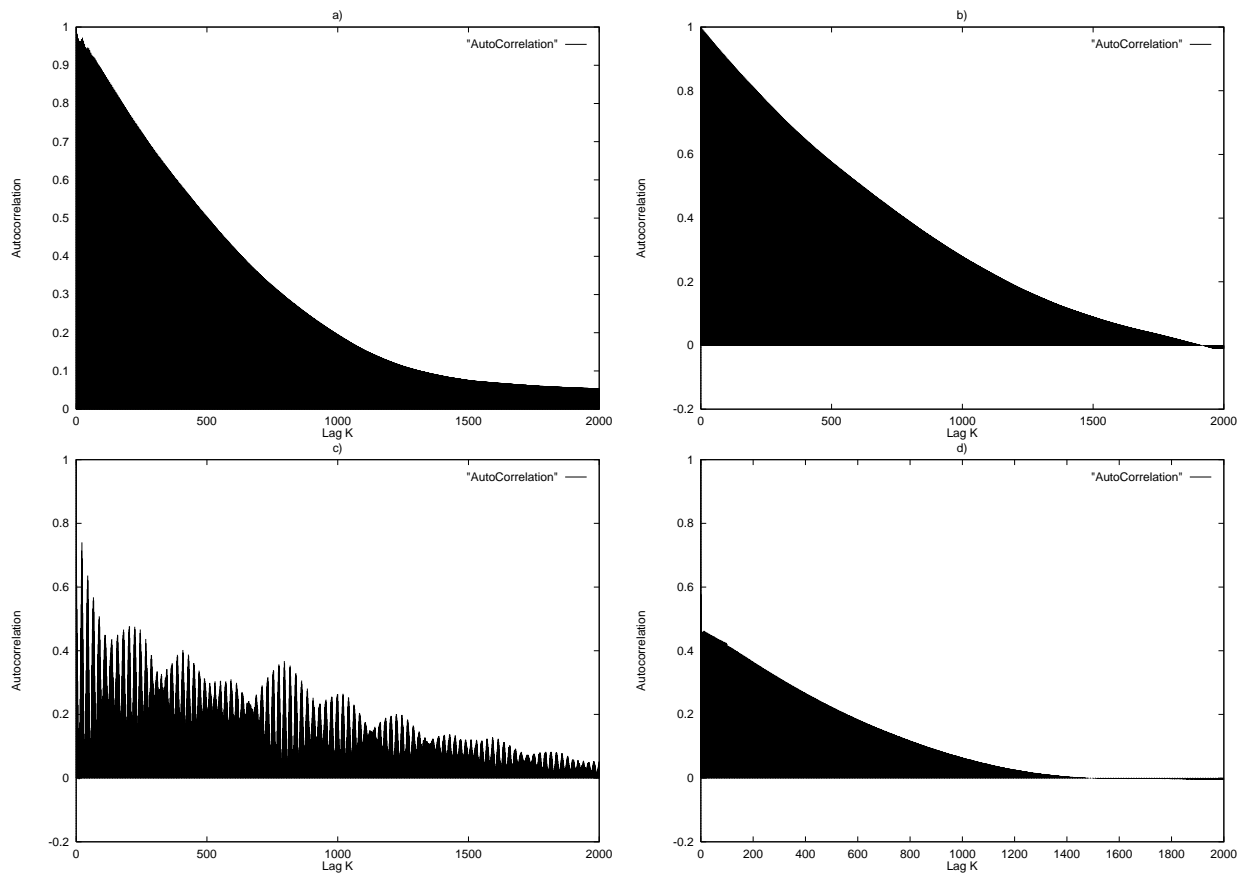 a)
"AutoCorrelation"
1
0.9
0.8
0.7
0.6
0.5
0.4
0.3
0.2
0.1
0
Autocorrelation
0 500 1000 1500 2000
Lag K
b)
"AutoCorrelation"
1
0.8
0.6
0.4
0.2
0
-0.2
Autocorrelation
0 500 1000 1500 2000
Lag K
c)
"AutoCorrelation"
1
0.8
0.6
0.4
0.2
0
-0.2
Autocorrelation
0 500 1000 1500 2000
Lag K
d)
"AutoCorrelation"
1
0.8
0.6
0.4
0.2
0
-0.2
Autocorrelation
0 200 400 600 800 1000 1200 1400 1600 1800 2000
Lag K